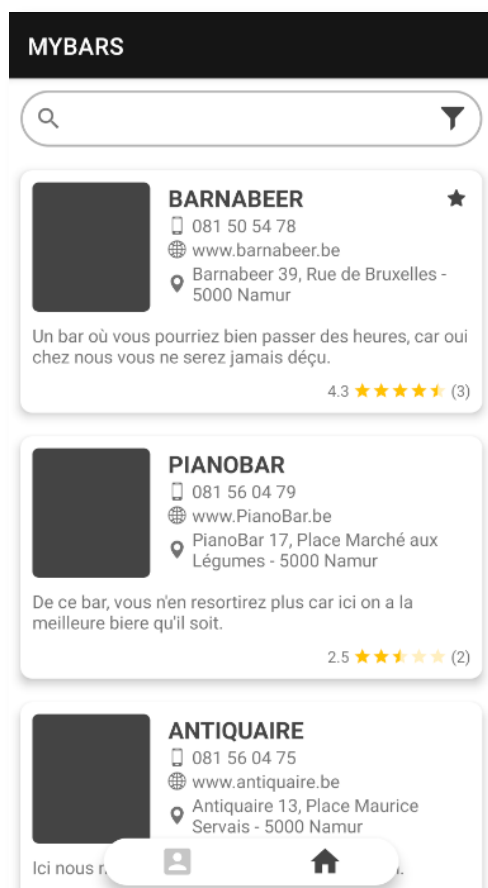 MYBARS
BARNABEER
081 50 54 78
www.barnabeer.be
Barnabeer 39, Rue de Bruxelles -
5000 Namur
Un bar où vous pourriez bien passer des heures, car oui
chez nous vous ne serez jamais déçu.
4.3 (3)
PIANOBAR
081 56 04 79
www.PianoBar.be
PianoBar 17, Place Marché aux
Légumes - 5000 Namur
De ce bar, vous n'en resortirez plus car ici on a la
meilleure biere qu'il soit.
2.5 (2)
ANTIQUAIRE
081 56 04 75
www.antiquaire.be
Antiquaire 13, Place Maurice
Servais - 5000 Namur
Ici nous